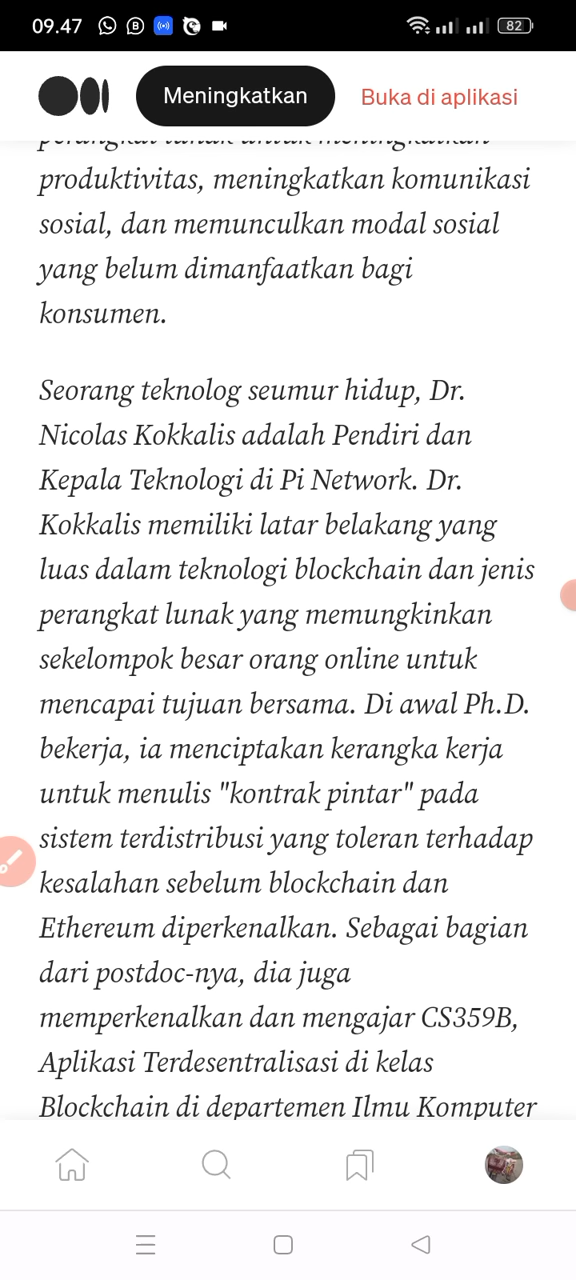 09.47
82
Meningkatkan
Buka di aplikasi
perangkat lunak untuk meningkatkan
produktivitas, meningkatkan komunikasi
sosial, dan memunculkan modal sosial
yang belum dimanfaatkan bagi
konsumen.
Seorang teknolog seumur hidup, Dr.
Nicolas Kokkalis adalah Pendiri dan
Kepala Teknologi di Pi Network. Dr.
Kokkalis memiliki latar belakang yang
luas dalam teknologi blockchain dan jenis
perangkat lunak yang memungkinkan
sekelompok besar orang online untuk
mencapai tujuan bersama. Di awal Ph.D.
bekerja, ia menciptakan kerangka kerja
untuk menulis "kontrak pintar" pada
sistem terdistribusi yang toleran terhadap
kesalahan sebelum blockchain dan
Ethereum diperkenalkan. Sebagai bagian
dari postdoc-nya, dia juga
memperkenalkan dan mengajar CS359B,
Aplikasi Terdesentralisasi di kelas
Blockchain di departemen Ilmu Komputer